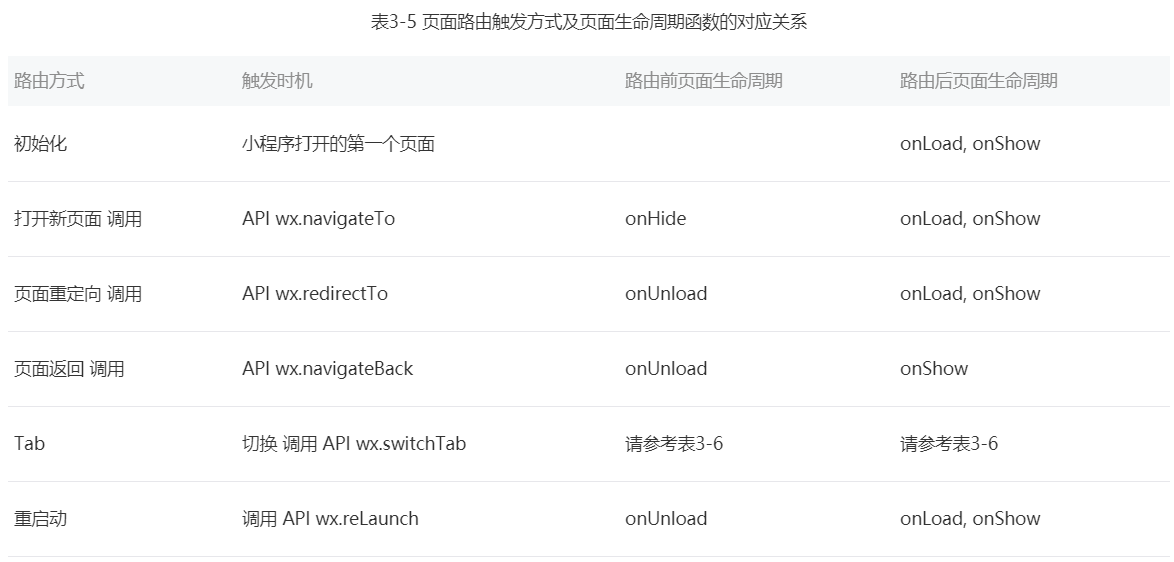 表3-5 页面路由触发方式及页面生命周期函数的对应关系
路由方式 触发时机 路由前页面生命周期 路由后页面生命周期
初始化 小程序打开的第一个页面 onLoad, onShow
打开新页面 调用 API wx.navigateTo onHide onLoad, onShow
页面重定向 调用 API wx.redirectTo onUnload onLoad, onShow
页面返回 调用 API wx.navigateBack onUnload onShow
Tab 切换 调用 API wx.switchTab 请参考表3-6 请参考表3-6
重启动 调用 API wx.reLaunch onUnload onLoad, onShow